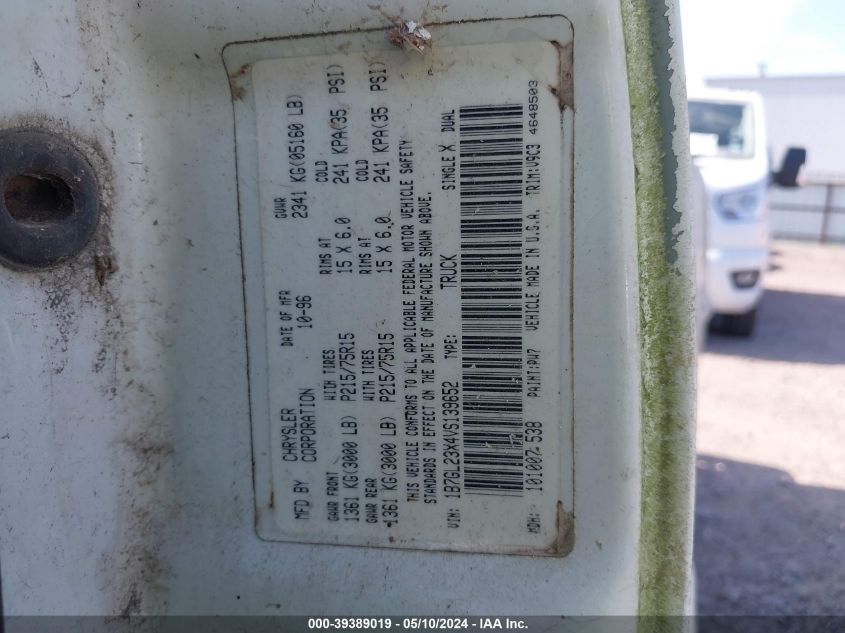 MFD BY CHRYSLER CORPORATION DATE OF MFR 10-96 GVWR 2341 KG(05160 LB)
GAWR FRONT WITH TIRES RIMS AT COLD
1361 KG(3000 LB) P215/75R15 15 X 6.0 241 KPA(35 PSI)
GAWR REAR WITH TIRES RIMS AT COLD
1361 KG(3000 LB) P215/75R15 15 X 6.0 241 KPA(35 PSI)
THIS VEHICLE CONFORMS TO ALL APPLICABLE FEDERAL MOTOR VEHICLE SAFETY
STANDARDS IN EFFECT ON THE DATE OF MANUFACTURE SHOWN ABOVE.
VIN: 1B7GL23X4VS139652 TYPE: TRUCK SINGLE X DUAL
MDH: 101007 538 PAINT:PW7 VEHICLE MADE IN U.S.A. TRIM:V9C3 4648503
000-39389019 - 05/10/2024 - IAA Inc.